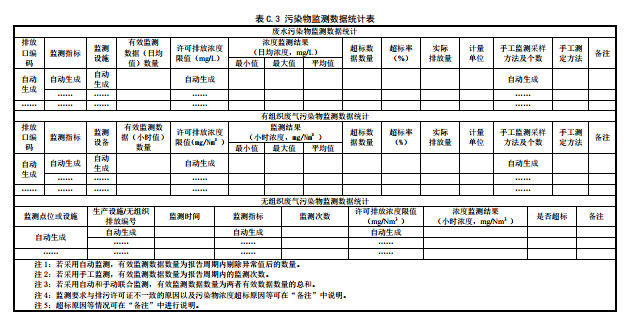 表 C.3 污染物监测数据统计表
废水污染物监测数据统计
排放口编码 监测指标 监测设施 有效监测数据(日均值)数量 许可排放浓度限值(mg/L) 浓度监测结果(日均浓度,mg/L) 超标数据数量 超标率(%) 实际排放量 计量单位 手工监测采样方法及个数 手工测定方法 备注
最小值 最大值 平均值
自动生成 自动生成 自动生成 自动生成 自动生成
…… …… ……
…… …… …… …… ……
有组织废气污染物监测数据统计
排放口编码 监测指标 监测设备 有效监测数据(小时值)数量 许可排放浓度限值(mg/Nm³) 监测结果(小时浓度,mg/Nm³) 超标数据数量 超标率(%) 实际排放量 计量单位 手工监测采样方法及个数 手工测定方法 备注
最小值 最大值 平均值
自动生成 自动生成 自动生成 自动生成 自动生成
…… …… ……
…… …… …… …… ……
无组织废气污染物监测数据统计
监测点位或设施 生产设施/无组织排放编号 监测时间 监测指标 监测次数 许可排放浓度限值(mg/Nm³) 浓度监测结果(小时浓度,mg/Nm³) 是否超标 备注
自动生成 自动生成 自动生成 自动生成
…… …… ……
…… …… …… ……
注 1:若采用自动监测,有效监测数据数量为报告周期内剔除异常值后的数量。
注 2:若采用手工监测,有效监测数据数量为报告周期内的监测次数。
注 3:若采用自动和手动联合监测,有效监测数据数量为两者有效数据数量的总和。
注 4:监测要求与排污许可证不一致的原因以及污染物浓度超标原因等可在“备注”中说明。
注 5:超标原因等情况可在“备注”中进行说明。